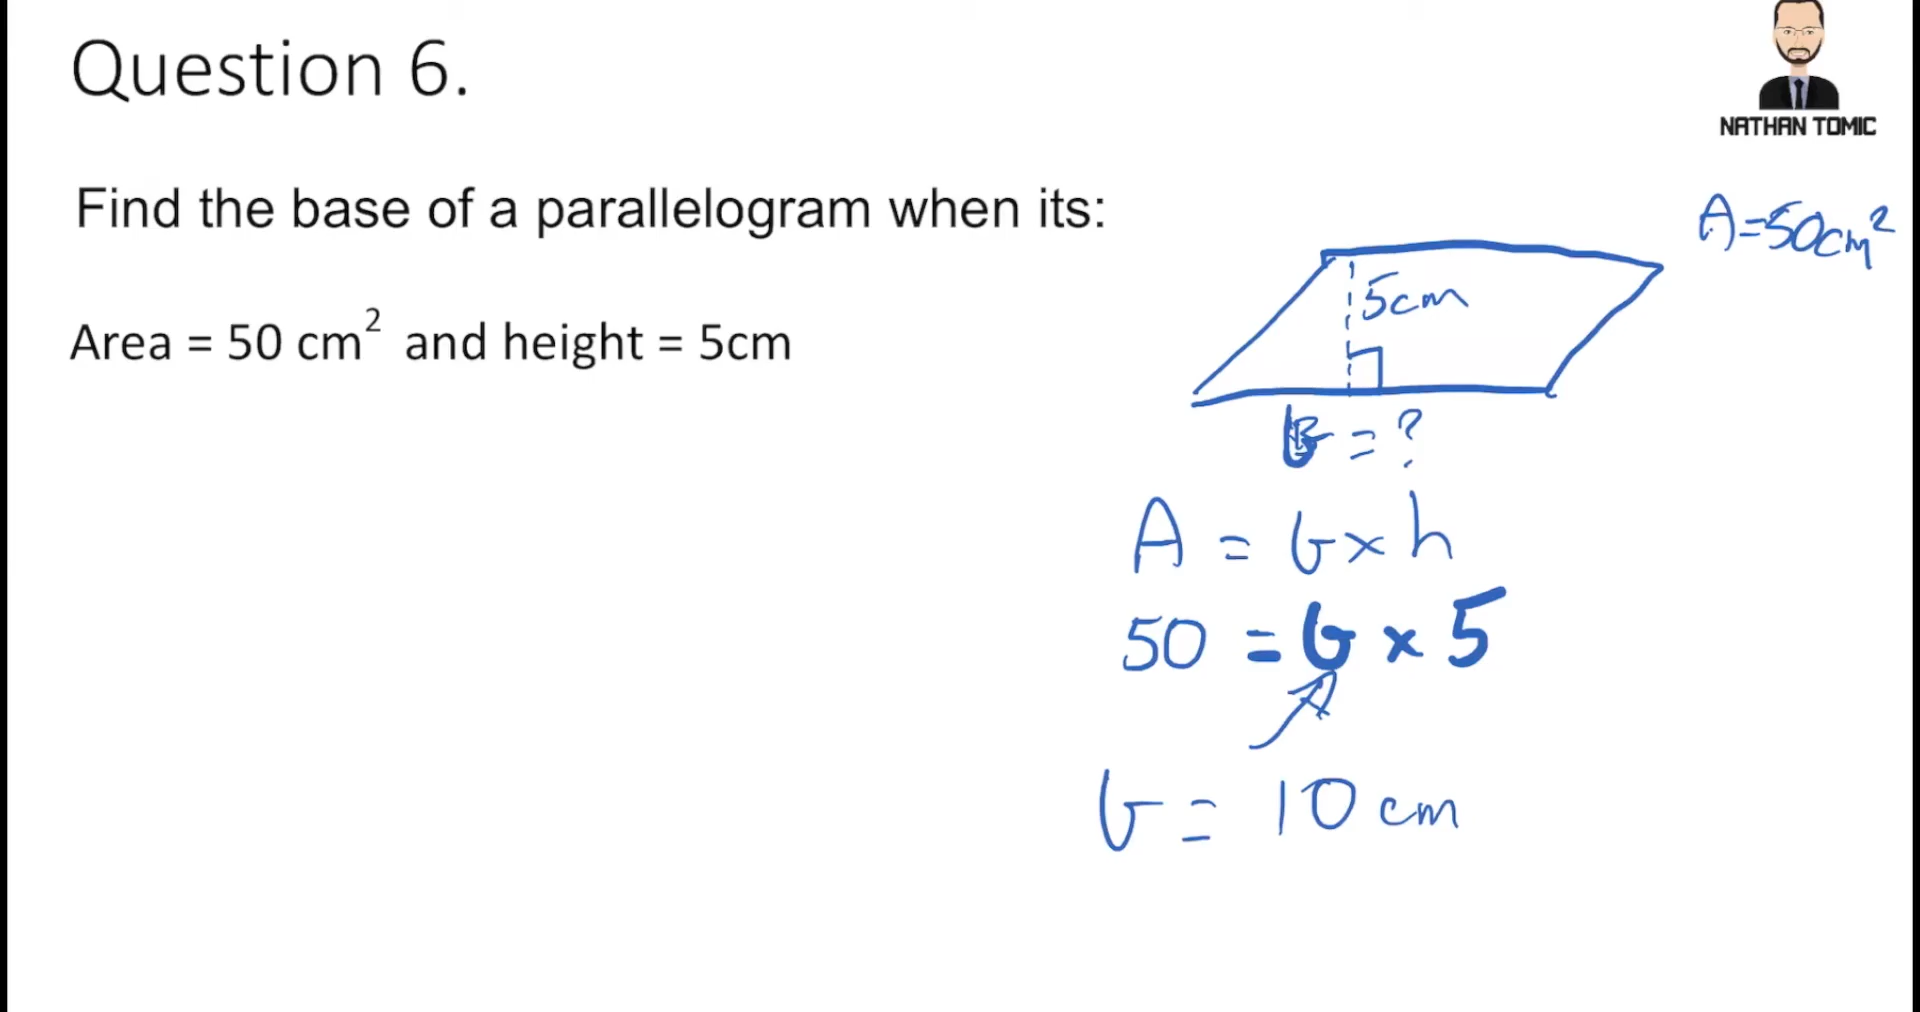 Question 6.
NATHAN TOMIC
Find the base of a parallelogram when its:
A=50cm²
5cm
Area = 50 cm² and height = 5cm
b = ?
A = b × h
50 = b × 5
b = 10 cm